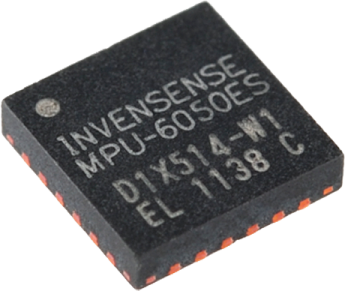 INVENSENSE
MPU-6050ES
D1X514-W1
EL 1138 C